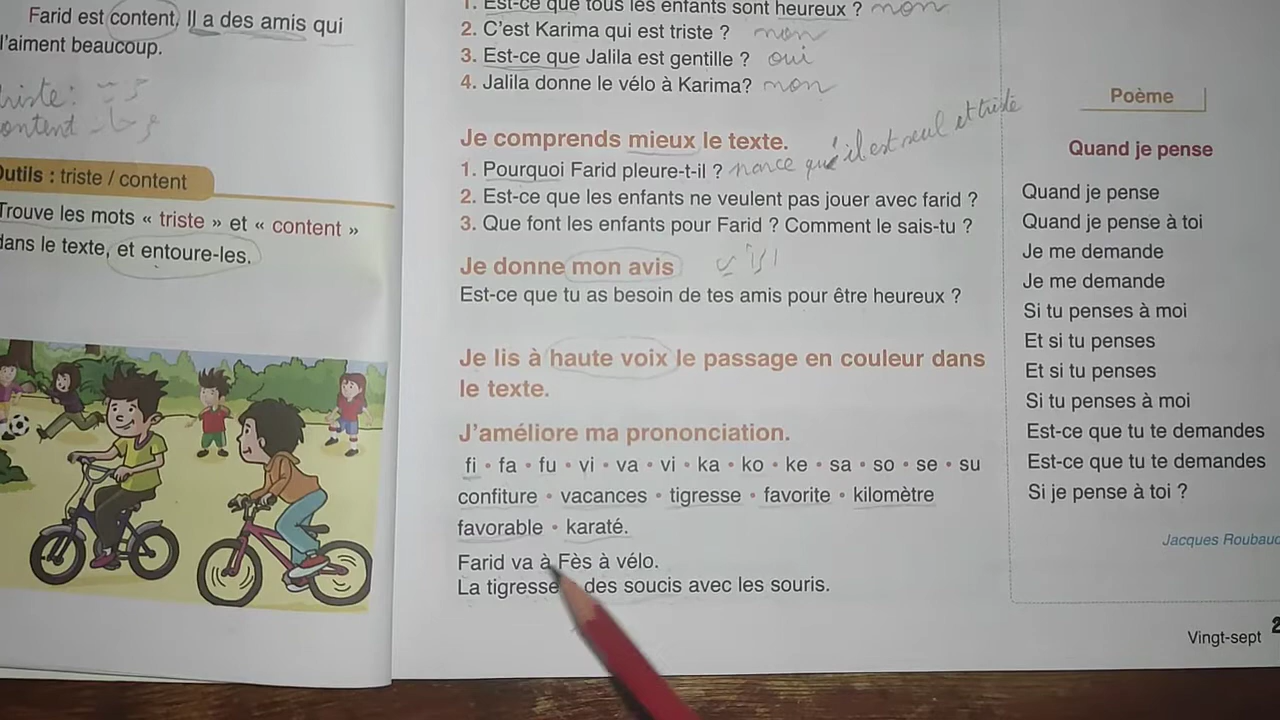 Farid est content, Il a des amis qui
l'aiment beaucoup.
triste :
content
Outils : triste / content
Trouve les mots « triste » et « content »
dans le texte, et entoure-les.
1. Est-ce que tous les enfants sont heureux ? non
2. C'est Karima qui est triste ? non
3. Est-ce que Jalila est gentille ? oui
4. Jalila donne le vélo à Karima? non
Je comprends mieux le texte.
1. Pourquoi Farid pleure-t-il ? parce qu'il est seul et triste
2. Est-ce que les enfants ne veulent pas jouer avec farid ?
3. Que font les enfants pour Farid ? Comment le sais-tu ?
Je donne mon avis
Est-ce que tu as besoin de tes amis pour être heureux ?
Je lis à haute voix le passage en couleur dans
le texte.
J'améliore ma prononciation.
fi • fa • fu • vi • va • vi • ka • ko • ke • sa • so • se • su
confiture • vacances • tigresse • favorite • kilomètre
favorable • karaté.
Farid va à Fès à vélo.
La tigresse des soucis avec les souris.
Poème
Quand je pense
Quand je pense
Quand je pense à toi
Je me demande
Je me demande
Si tu penses à moi
Et si tu penses
Et si tu penses
Si tu penses à moi
Est-ce que tu te demandes
Est-ce que tu te demandes
Si je pense à toi ?
Jacques Roubaud
Vingt-sept 2